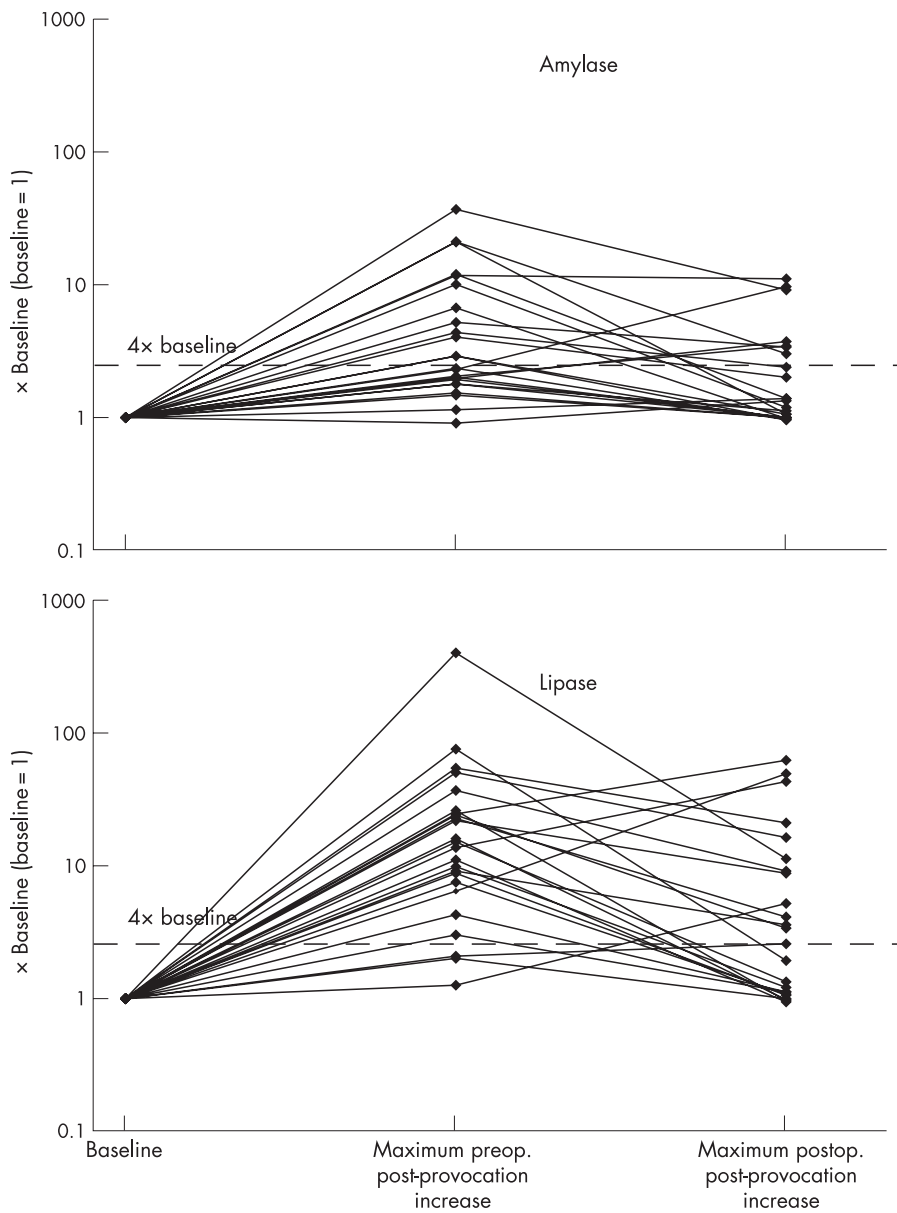 1000
Amylase
100
× Baseline (baseline = 1)
10
4× baseline
1
0.1
1000
Lipase
100
× Baseline (baseline = 1)
10
4× baseline
1
0.1
Baseline
Maximum preop.
post-provocation
increase
Maximum postop.
post-provocation
increase